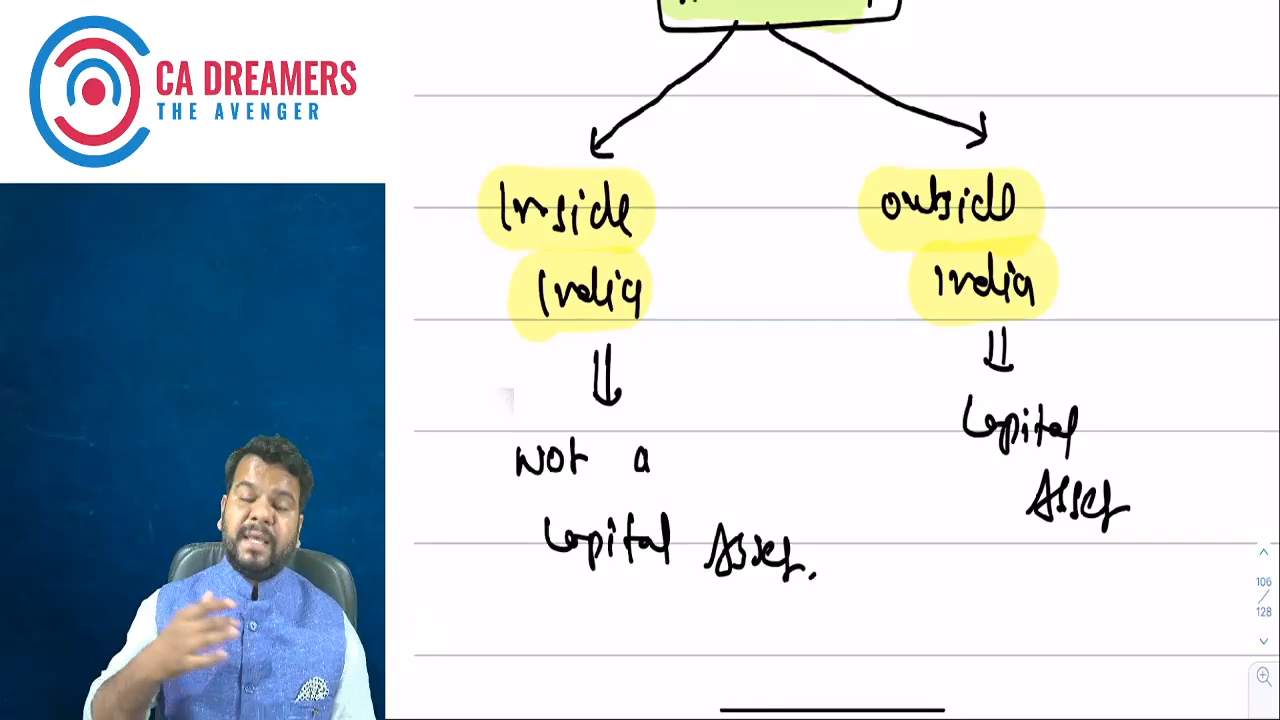 CA DREAMERS
THE AVENGER
Inside
India
Not a
Capital Asset.
outside
India
Capital
Asset
106
/
128